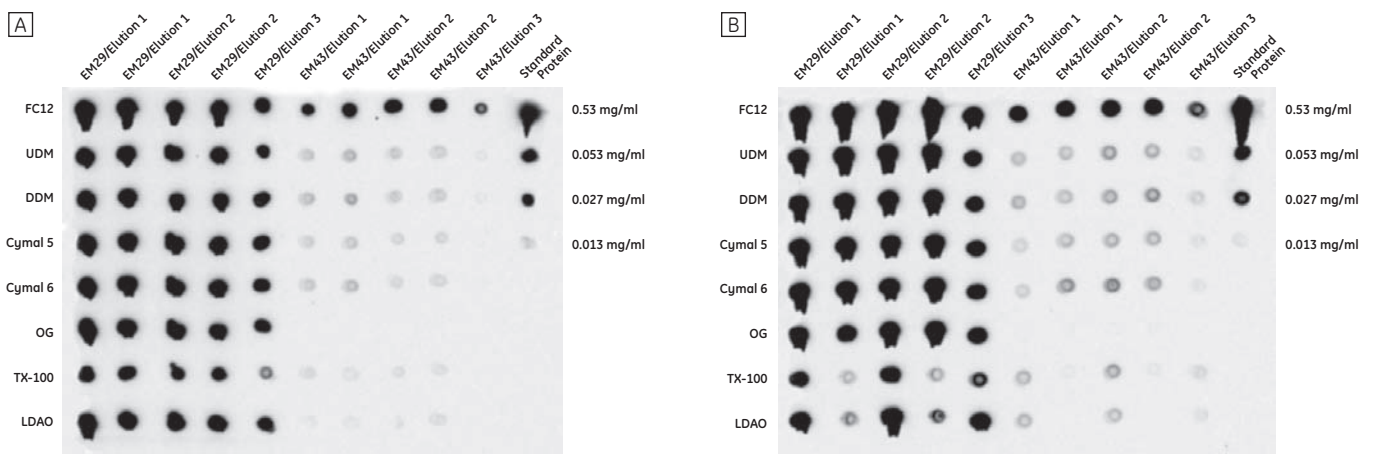 A
EM29/Elution 1
EM29/Elution 1
EM29/Elution 2
EM29/Elution 2
EM29/Elution 3
EM43/Elution 1
EM43/Elution 1
EM43/Elution 2
EM43/Elution 2
EM43/Elution 3
Standard
Protein
FC12
UDM
DDM
Cymal 5
Cymal 6
OG
TX-100
LDAO
0.53 mg/ml
0.053 mg/ml
0.027 mg/ml
0.013 mg/ml
B
EM29/Elution 1
EM29/Elution 1
EM29/Elution 2
EM29/Elution 2
EM29/Elution 3
EM43/Elution 1
EM43/Elution 1
EM43/Elution 2
EM43/Elution 2
EM43/Elution 3
Standard
Protein
FC12
UDM
DDM
Cymal 5
Cymal 6
OG
TX-100
LDAO
0.53 mg/ml
0.053 mg/ml
0.027 mg/ml
0.013 mg/ml